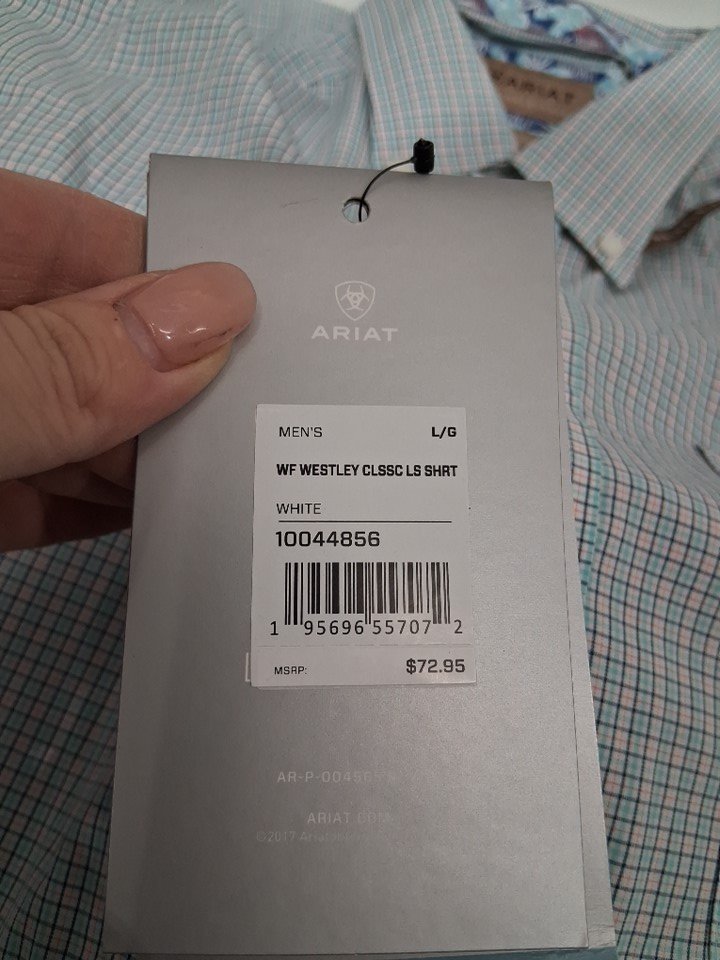 ARIAT
ARIAT
MEN'S L/G
WF WESTLEY CLSSC LS SHRT
WHITE
10044856
1 95696 55707 2
MSRP: $72.95
ARIAT.COM
©2017